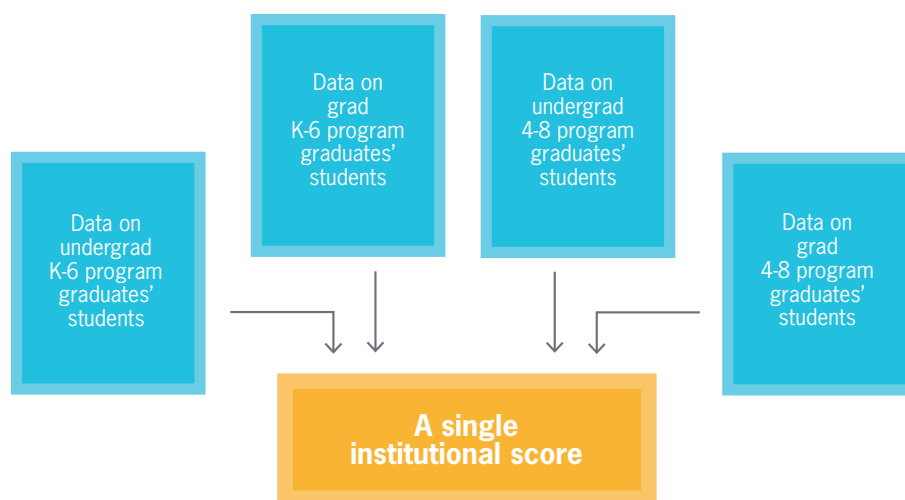 Data on
undergrad
K-6 program
graduates'
students
Data on
grad
K-6 program
graduates'
students
Data on
undergrad
4-8 program
graduates'
students
Data on
grad
4-8 program
graduates'
students
A single
institutional score